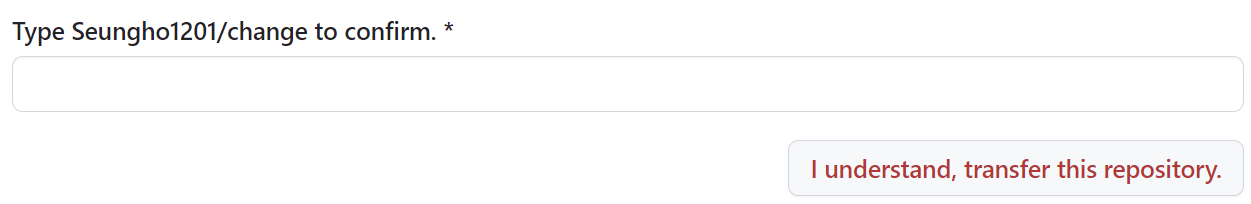 Type Seungho1201/change to confirm. *
I understand, transfer this repository.